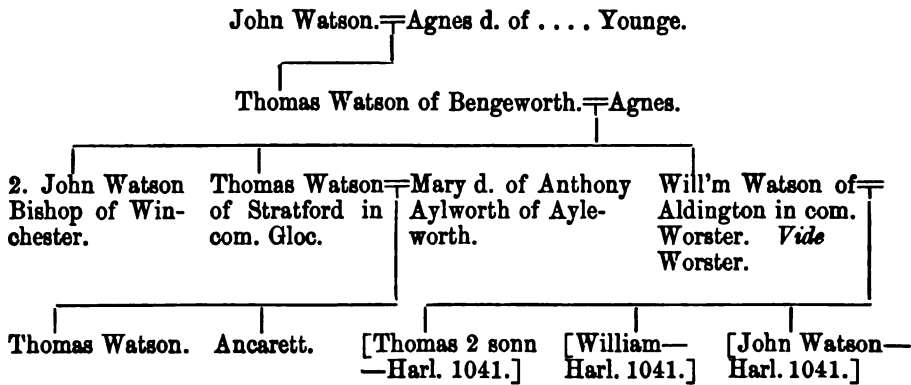 John Watson.╤Agnes d. of .... Younge.
Thomas Watson of Bengeworth.╤Agnes.
2. John Watson
Bishop of Win-
chester.
Thomas Watson╤Mary d. of Anthony
of Stratford in Aylworth of Ayle-
com. Gloc. worth.
Will'm Watson of╤
Aldington in com.
Worster. Vide
Worster.
Thomas Watson.
Ancarett.
[Thomas 2 sonn
—Harl. 1041.]
[William—
Harl. 1041.]
[John Watson—
Harl. 1041.]